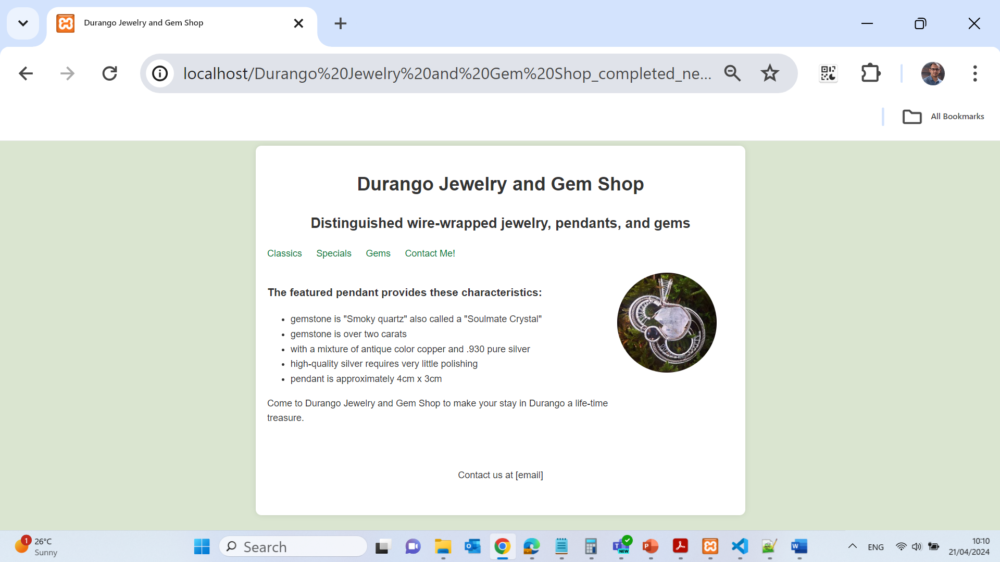 Durango Jewelry and Gem Shop
localhost/Durango%20Jewelry%20and%20Gem%20Shop_completed_ne...
All Bookmarks
Durango Jewelry and Gem Shop
Distinguished wire-wrapped jewelry, pendants, and gems
Classics Specials Gems Contact Me!
The featured pendant provides these characteristics:
• gemstone is "Smoky quartz" also called a "Soulmate Crystal"
• gemstone is over two carats
• with a mixture of antique color copper and .930 pure silver
• high-quality silver requires very little polishing
• pendant is approximately 4cm x 3cm
Come to Durango Jewelry and Gem Shop to make your stay in Durango a life-time
treasure.
Contact us at [email]
1
26°C
Sunny
Search
NEW
ENG
10:10
21/04/2024